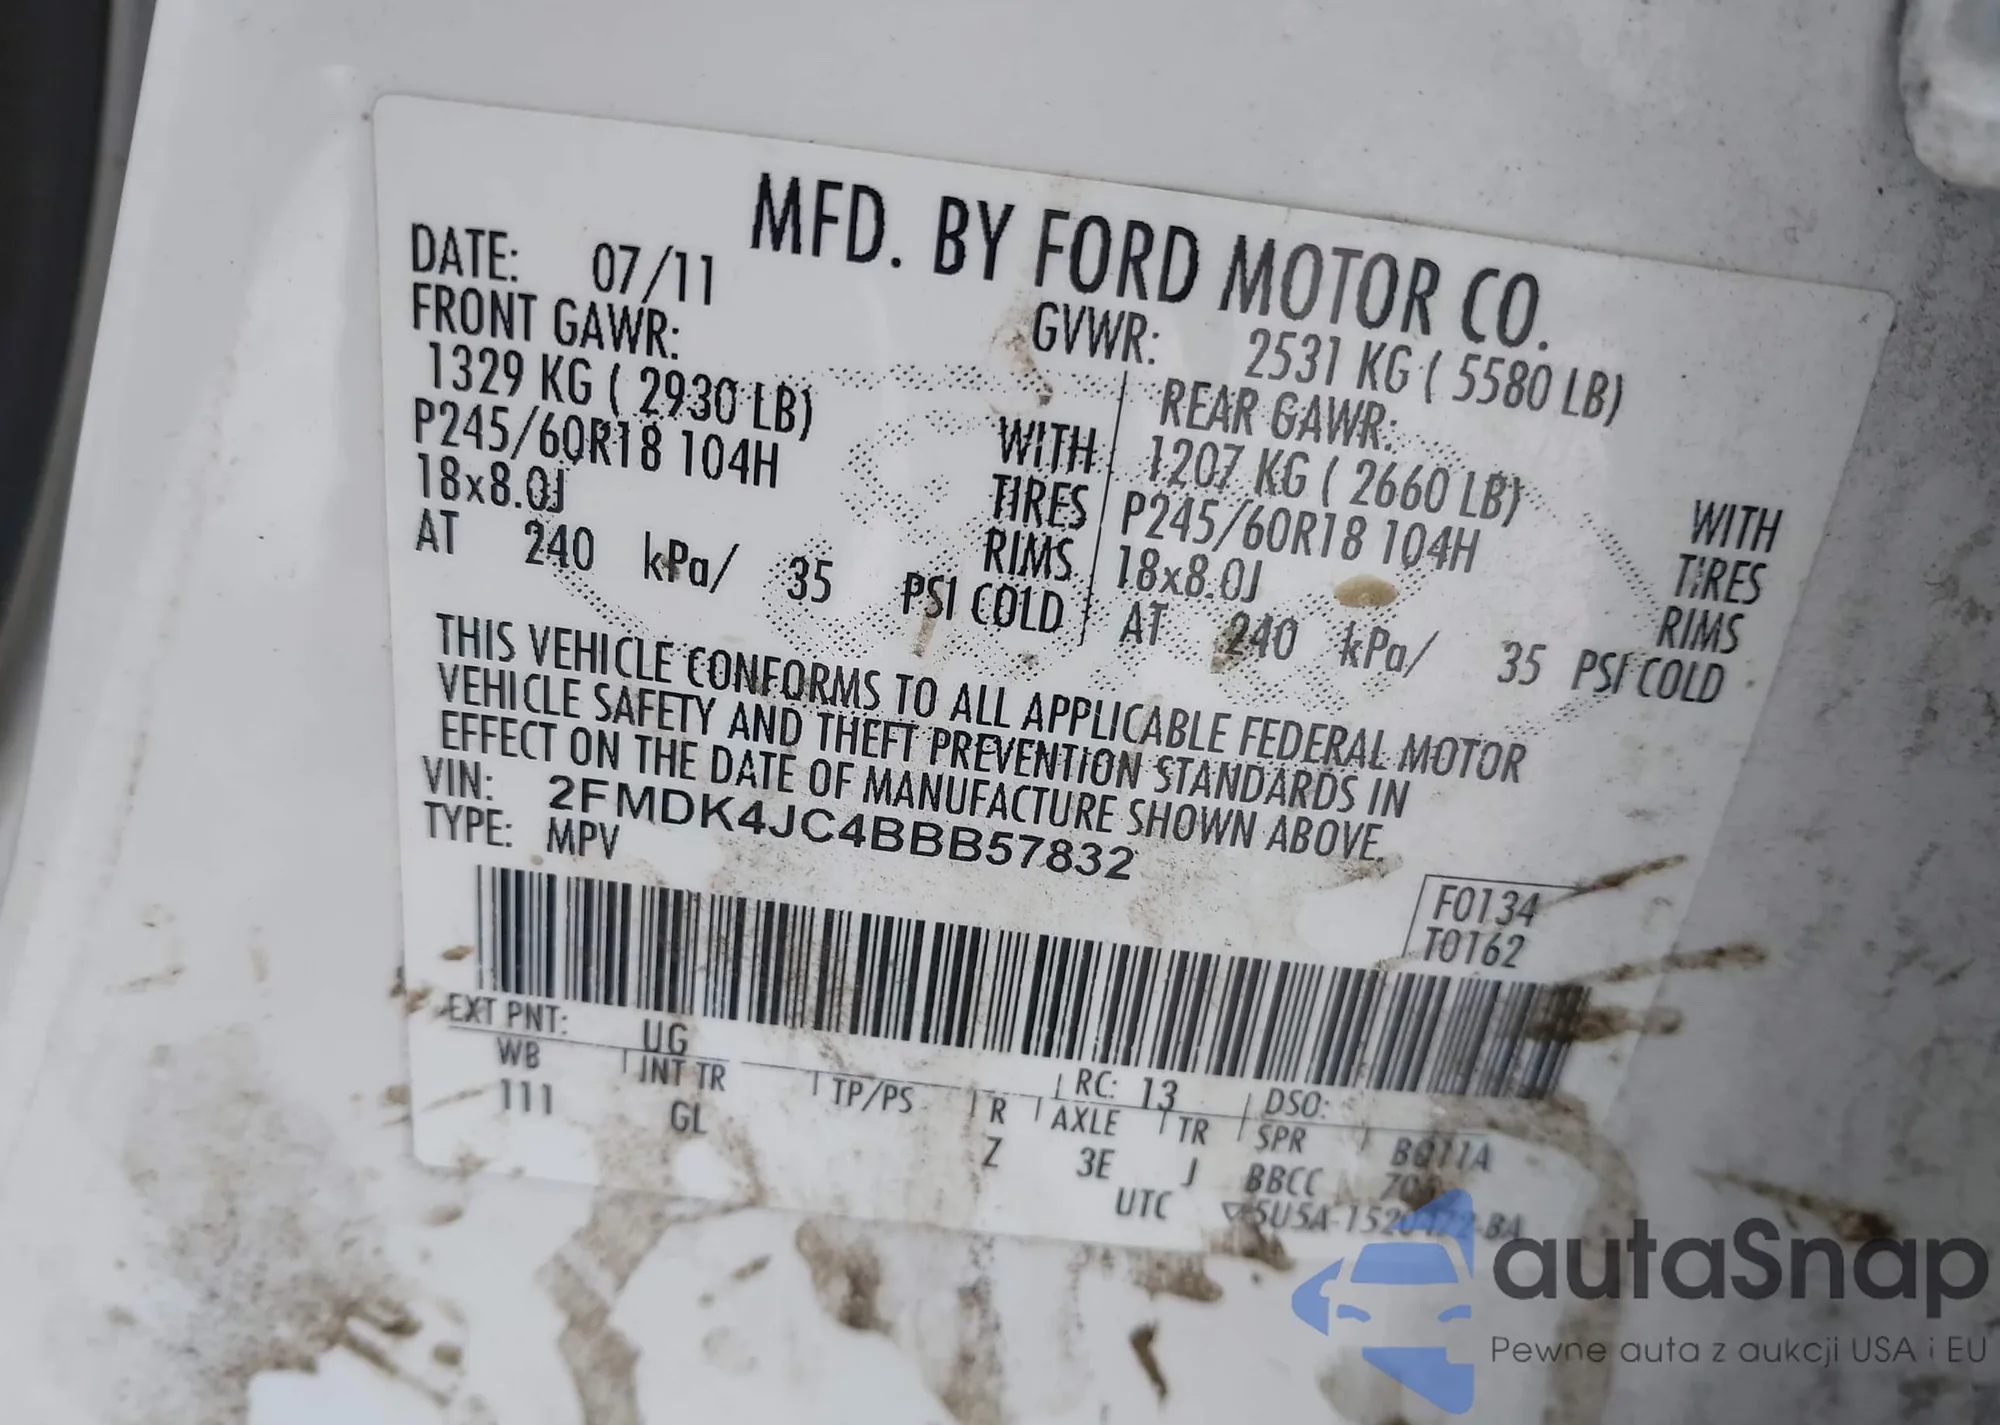 MFD. BY FORD MOTOR CO.
DATE: 07/11 GVWR: 2531 KG ( 5580 LB)
FRONT GAWR: REAR GAWR:
1329 KG ( 2930 LB) WITH 1207 KG ( 2660 LB) WITH
P245/60R18 104H TIRES P245/60R18 104H TIRES
18x8.0J RIMS 18x8.0J RIMS
AT 240 kPa/ 35 PSI COLD AT 240 kPa/ 35 PSI COLD
THIS VEHICLE CONFORMS TO ALL APPLICABLE FEDERAL MOTOR
VEHICLE SAFETY AND THEFT PREVENTION STANDARDS IN
EFFECT ON THE DATE OF MANUFACTURE SHOWN ABOVE.
VIN: 2FMDK4JC4BBB57832
TYPE: MPV
F0134
T0162
EXT PNT: UG RC: 13 DSO:
WB INT TR TP/PS R AXLE TR SPR
111 GL Z 3E J BBCC
UTC
autaSnap
Pewne auta z aukcji USA i EU